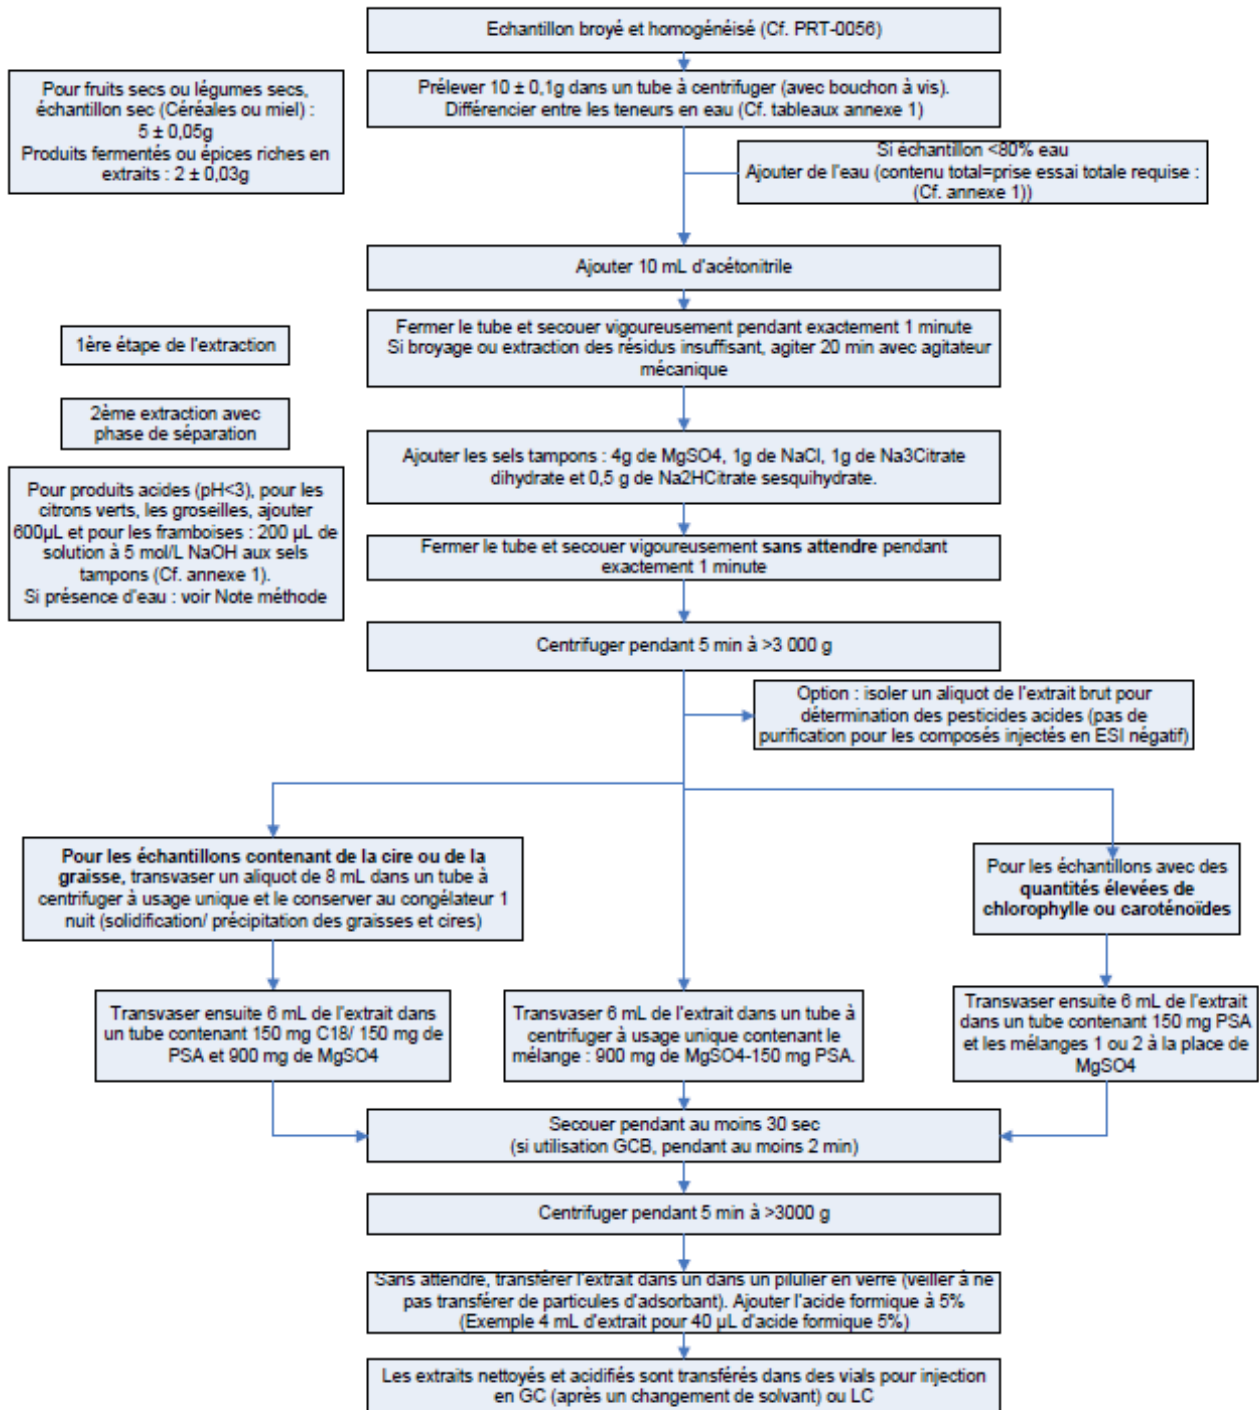 Echantillon broyé et homogénéisé (Cf. PRT-0056)
Pour fruits secs ou légumes secs,
échantillon sec (Céréales ou miel) :
5 ± 0,05g
Produits fermentés ou épices riches en
extraits : 2 ± 0,03g
Prélever 10 ± 0,1g dans un tube à centrifuger (avec bouchon à vis).
Différencier entre les teneurs en eau (Cf. tableaux annexe 1)
Si échantillon <80% eau
Ajouter de l'eau (contenu total=prise essai totale requise :
(Cf. annexe 1))
Ajouter 10 mL d'acétonitrile
1ère étape de l'extraction
Fermer le tube et secouer vigoureusement pendant exactement 1 minute
Si broyage ou extraction des résidus insuffisant, agiter 20 min avec agitateur
mécanique
2ème extraction avec
phase de séparation
Ajouter les sels tampons : 4g de MgSO4, 1g de NaCl, 1g de Na3Citrate
dihydrate et 0,5 g de Na2HCitrate sesquihydrate.
Pour produits acides (pH<3), pour les
citrons verts, les groseilles, ajouter
600µL et pour les framboises : 200 µL de
solution à 5 mol/L NaOH aux sels
tampons (Cf. annexe 1).
Si présence d'eau : voir Note méthode
Fermer le tube et secouer vigoureusement sans attendre pendant
exactement 1 minute
Centrifuger pendant 5 min à >3 000 g
Option : isoler un aliquot de l'extrait brut pour
détermination des pesticides acides (pas de
purification pour les composés injectés en ESI négatif)
Pour les échantillons contenant de la cire ou de la
graisse, transvaser un aliquot de 8 mL dans un tube à
centrifuger à usage unique et le conserver au congélateur 1
nuit (solidification/ précipitation des graisses et cires)
Pour les échantillons avec des
quantités élevées de
chlorophylle ou caroténoïdes
Transvaser ensuite 6 mL de l'extrait dans
un tube contenant 150 mg C18/ 150 mg de
PSA et 900 mg de MgSO4
Transvaser 6 mL de l'extrait dans un tube à
centrifuger à usage unique contenant le
mélange : 900 mg de MgSO4-150 mg PSA.
Transvaser ensuite 6 mL de l'extrait
dans un tube contenant 150 mg PSA
et les mélanges 1 ou 2 à la place de
MgSO4
Secouer pendant au moins 30 sec
(si utilisation GCB, pendant au moins 2 min)
Centrifuger pendant 5 min à >3000 g
Sans attendre, transférer l'extrait dans un dans un pilulier en verre (veiller à ne
pas transférer de particules d'adsorbant). Ajouter l'acide formique à 5%
(Exemple 4 mL d'extrait pour 40 µL d'acide formique 5%)
Les extraits nettoyés et acidifiés sont transférés dans des vials pour injection
en GC (après un changement de solvant) ou LC